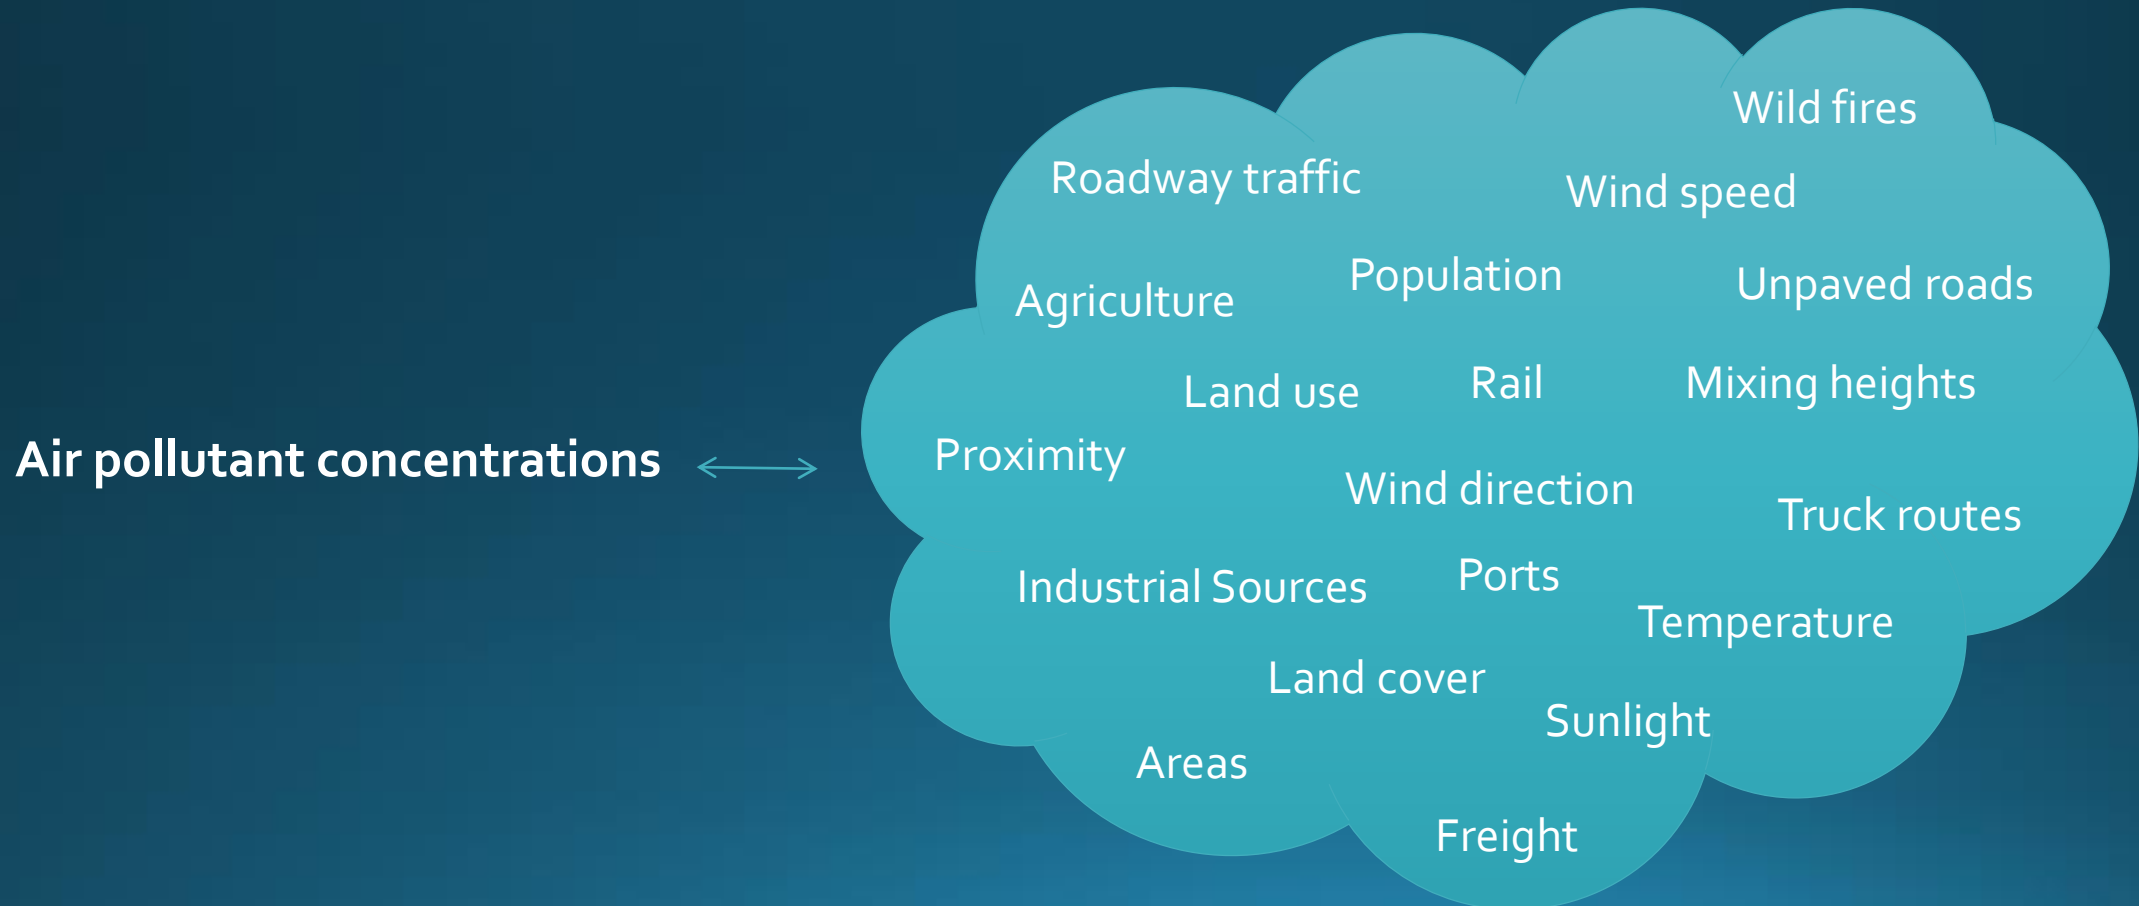 Wild fires
Roadway traffic
Wind speed
Population
Unpaved roads
Agriculture
Land use
Rail
Mixing heights
Air pollutant concentrations
Proximity
Wind direction
Truck routes
Industrial Sources
Ports
Temperature
Land cover
Sunlight
Areas
Freight